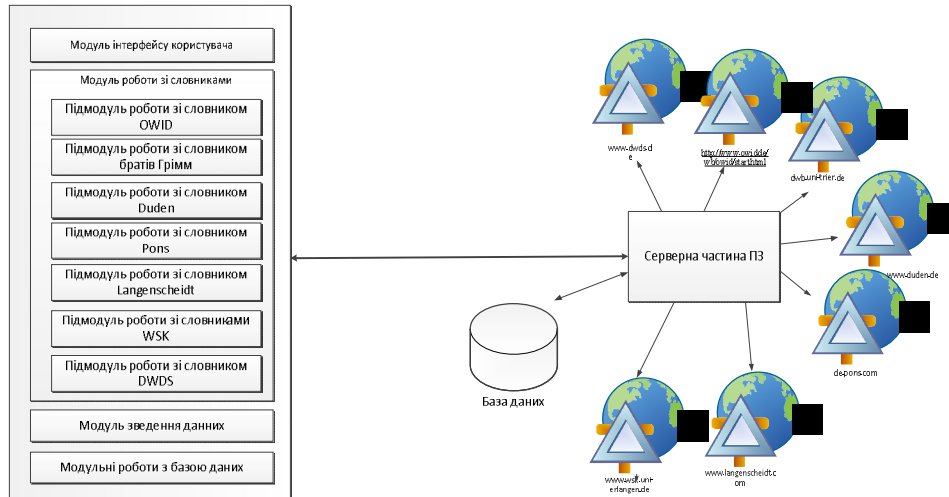 Модуль інтерфейсу користувача
Модуль роботи зі словниками
Підмодуль роботи зі словником
OWID
Підмодуль роботи зі словником
братів Грімм
Підмодуль роботи зі словником
Duden
Підмодуль роботи зі словником
Pons
Підмодуль роботи зі словником
Langenscheidt
Підмодуль роботи зі словниками
WSK
Підмодуль роботи зі словником
DWDS
Модуль зведення данних
Модульні роботи з базою даних
База даних
Серверна частина ПЗ
www.dwds.d
e
http://www.owid.de/
wb/owid/start.html
dwb.uni-trier.de
www.duden.de
de.pons.com
www.langenscheidt.c
om
www.wsk.uni-
erlangen.de